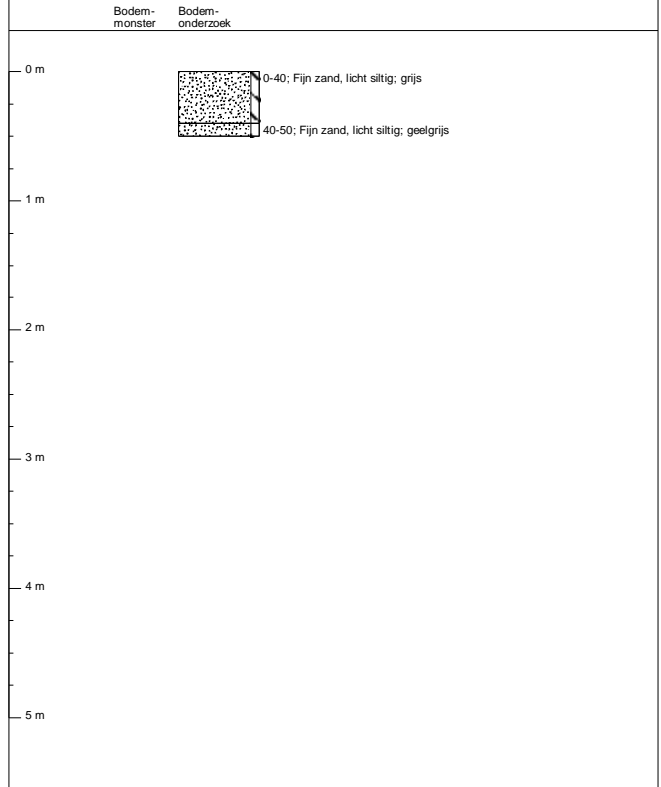 Bodem- Bodem-
monster onderzoek
0 m
0-40; Fijn zand, licht siltig; grijs
40-50; Fijn zand, licht siltig; geelgrijs
1 m
2 m
3 m
4 m
5 m